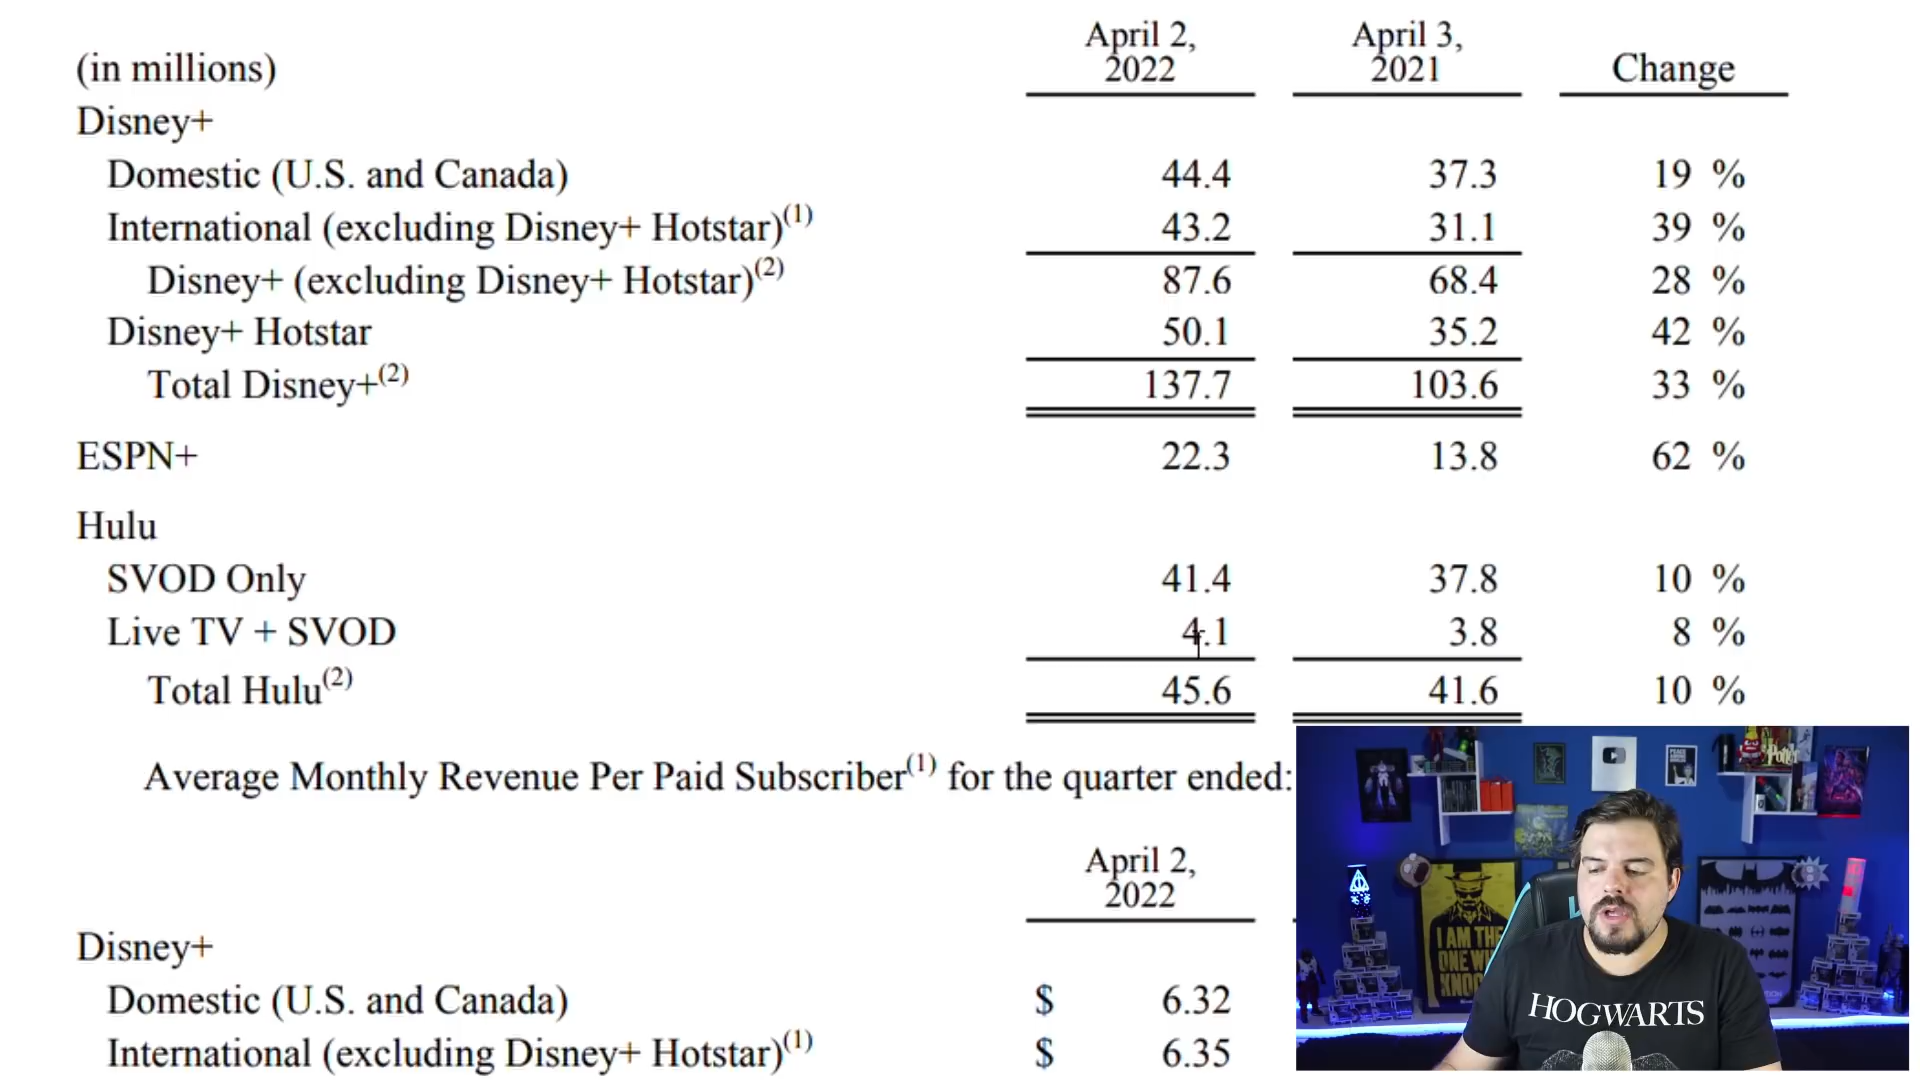 (in millions) April 2, 2022 April 3, 2021 Change
Disney+
Domestic (U.S. and Canada) 44.4 37.3 19 %
International (excluding Disney+ Hotstar)(1) 43.2 31.1 39 %
Disney+ (excluding Disney+ Hotstar)(2) 87.6 68.4 28 %
Disney+ Hotstar 50.1 35.2 42 %
Total Disney+(2) 137.7 103.6 33 %
ESPN+ 22.3 13.8 62 %
Hulu
SVOD Only 41.4 37.8 10 %
Live TV + SVOD 4.1 3.8 8 %
Total Hulu(2) 45.6 41.6 10 %
Average Monthly Revenue Per Paid Subscriber(1) for the quarter ended:
April 2, 2022
Disney+
Domestic (U.S. and Canada) $ 6.32
International (excluding Disney+ Hotstar)(1) $ 6.35
I AM THE
ONE W
KNOC
HOGWARTS